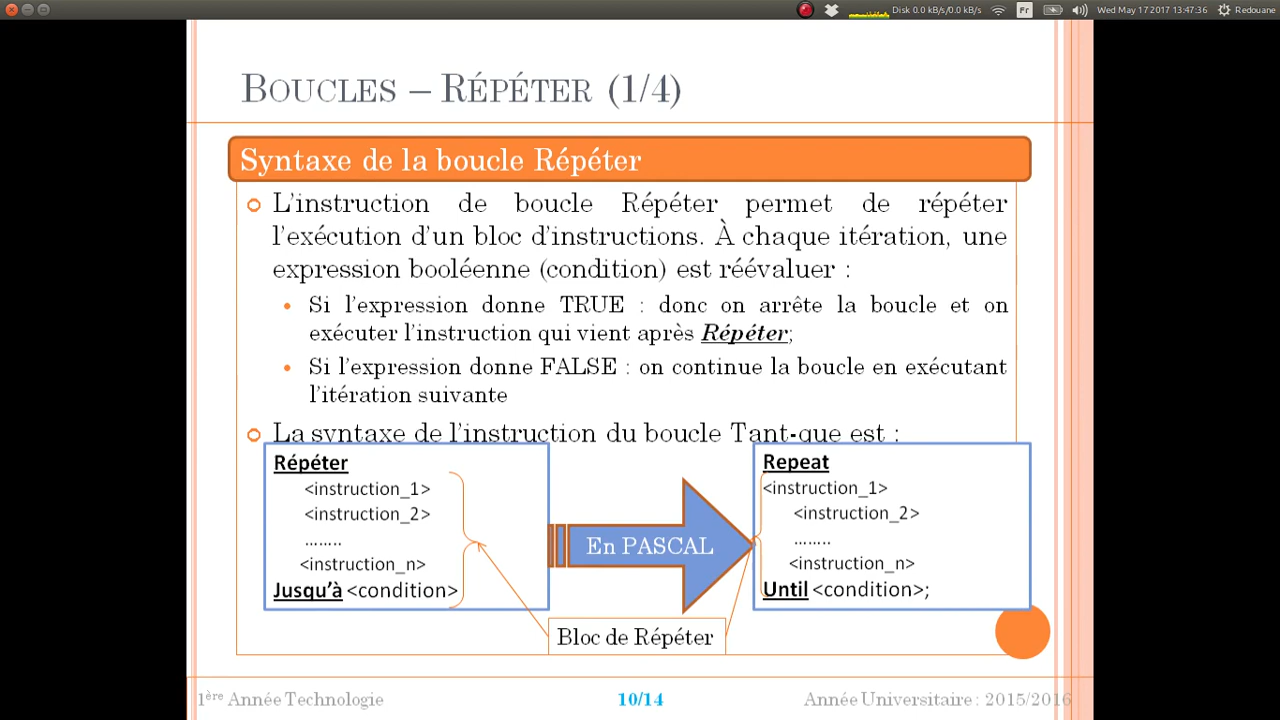 Disk 0.0 kB/s/0.0 kB/s Fr Wed May 17 2017 13:47:36 Redouane
BOUCLES – RÉPÉTER (1/4)
Syntaxe de la boucle Répéter
L'instruction de boucle Répéter permet de répéter
l'exécution d'un bloc d'instructions. À chaque itération, une
expression booléenne (condition) est réévaluer :
Si l'expression donne TRUE : donc on arrête la boucle et on
exécuter l'instruction qui vient après Répéter;
Si l'expression donne FALSE : on continue la boucle en exécutant
l'itération suivante
La syntaxe de l'instruction du boucle Tant-que est :
Répéter
<instruction_1>
<instruction_2>
........
<instruction_n>
Jusqu'à <condition>
En PASCAL
Repeat
<instruction_1>
<instruction_2>
........
<instruction_n>
Until <condition>;
Bloc de Répéter
1ère Année Technologie
10/14
Année Universitaire : 2015/2016